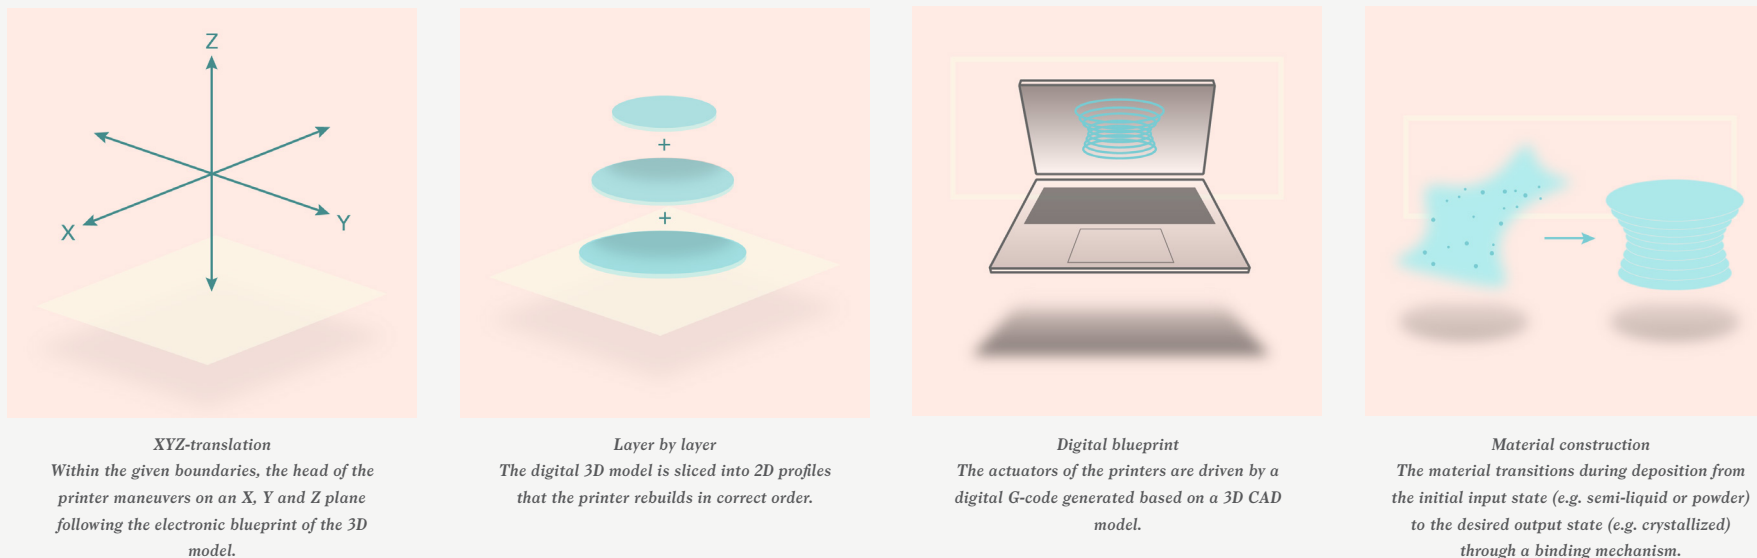 Z
X
Y
+
+
XYZ-translation
Within the given boundaries, the head of the
printer maneuvers on an X, Y and Z plane
following the electronic blueprint of the 3D
model.
Layer by layer
The digital 3D model is sliced into 2D profiles
that the printer rebuilds in correct order.
Digital blueprint
The actuators of the printers are driven by a
digital G-code generated based on a 3D CAD
model.
Material construction
The material transitions during deposition from
the initial input state (e.g. semi-liquid or powder)
to the desired output state (e.g. crystallized)
through a binding mechanism.